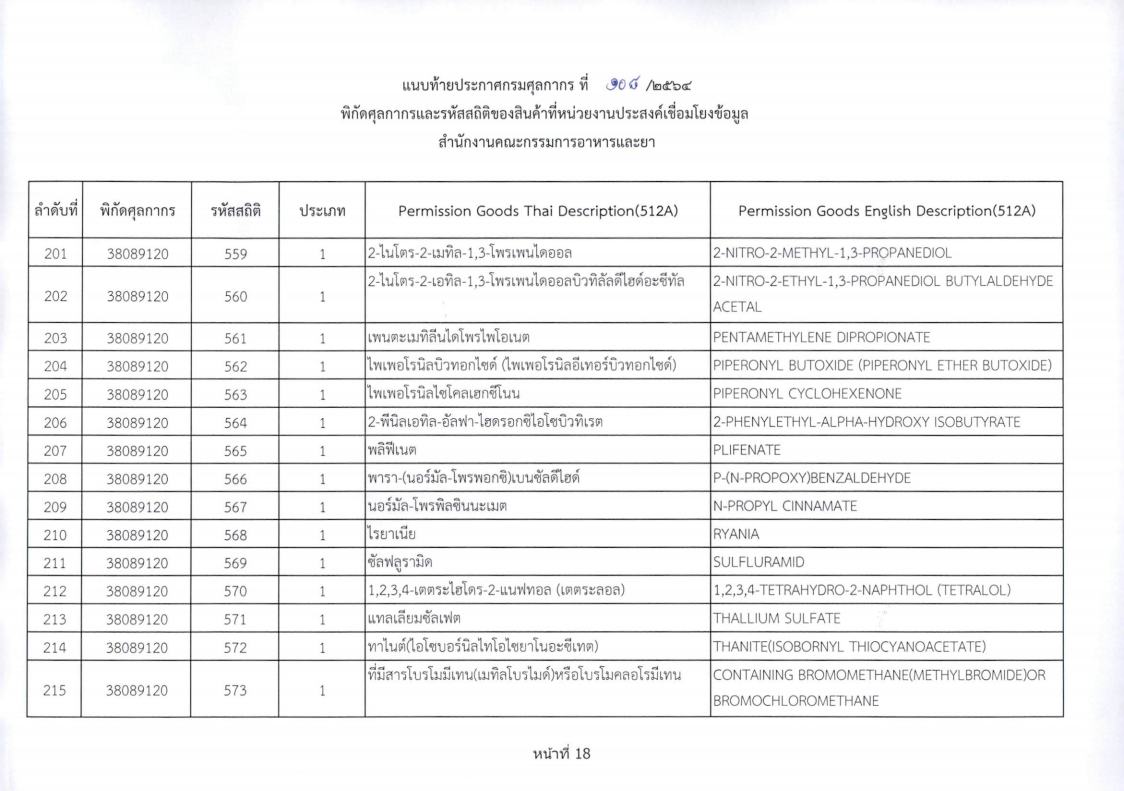 แนบท้ายประกาศกรมศุลกากร ที่ ๑๐๘ /๒๕๖๔
พิกัดศุลกากรและรหัสสถิติของสินค้าที่หน่วยงานประสงค์เชื่อมโยงข้อมูล
สำนักงานคณะกรรมการอาหารและยา
ลำดับที่ พิกัดศุลกากร รหัสสถิติ ประเภท Permission Goods Thai Description(512A) Permission Goods English Description(512A)
201 38089120 559 1 2-ไนโตร-2-เมทิล-1,3-โพรเพนไดออล 2-NITRO-2-METHYL-1,3-PROPANEDIOL
202 38089120 560 1 2-ไนโตร-2-เอทิล-1,3-โพรเพนไดออลบิวทิลัลดีไฮด์อะซีทัล 2-NITRO-2-ETHYL-1,3-PROPANEDIOL BUTYLALDEHYDE
ACETAL
203 38089120 561 1 เพนตะเมทิลีนไดโพรไพโอเนต PENTAMETHYLENE DIPROPIONATE
204 38089120 562 1 ไพเพอโรนิลบิวทอกไซด์ (ไพเพอโรนิลอีเทอร์บิวทอกไซด์) PIPERONYL BUTOXIDE (PIPERONYL ETHER BUTOXIDE)
205 38089120 563 1 ไพเพอโรนิลไซโคลเฮกซีโนน PIPERONYL CYCLOHEXENONE
206 38089120 564 1 2-พีนิลเอทิล-อัลฟา-ไฮดรอกซิไอโซบิวทิเรต 2-PHENYLETHYL-ALPHA-HYDROXY ISOBUTYRATE
207 38089120 565 1 พลิฟีเนต PLIFENATE
208 38089120 566 1 พารา-(นอร์มัล-โพรพอกซิ)เบนซัลดีไฮด์ P-(N-PROPOXY)BENZALDEHYDE
209 38089120 567 1 นอร์มัล-โพรพิลซินนะเมต N-PROPYL CINNAMATE
210 38089120 568 1 ไรยาเนีย RYANIA
211 38089120 569 1 ซัลฟลูรามิด SULFLURAMID
212 38089120 570 1 1,2,3,4-เตตระไฮโดร-2-แนฟทอล (เตตระลอล) 1,2,3,4-TETRAHYDRO-2-NAPHTHOL (TETRALOL)
213 38089120 571 1 แทลเลียมซัลเฟต THALLIUM SULFATE
214 38089120 572 1 ทาไนต์(ไอโซบอร์นิลไทโอไซยาโนอะซีเทต) THANITE(ISOBORNYL THIOCYANOACETATE)
215 38089120 573 1 ที่มีสารโบรโมมีเทน(เมทิลโบรไมด์)หรือโบรโมคลอโรมีเทน CONTAINING BROMOMETHANE(METHYLBROMIDE)OR
BROMOCHLOROMETHANE
หน้าที่ 18